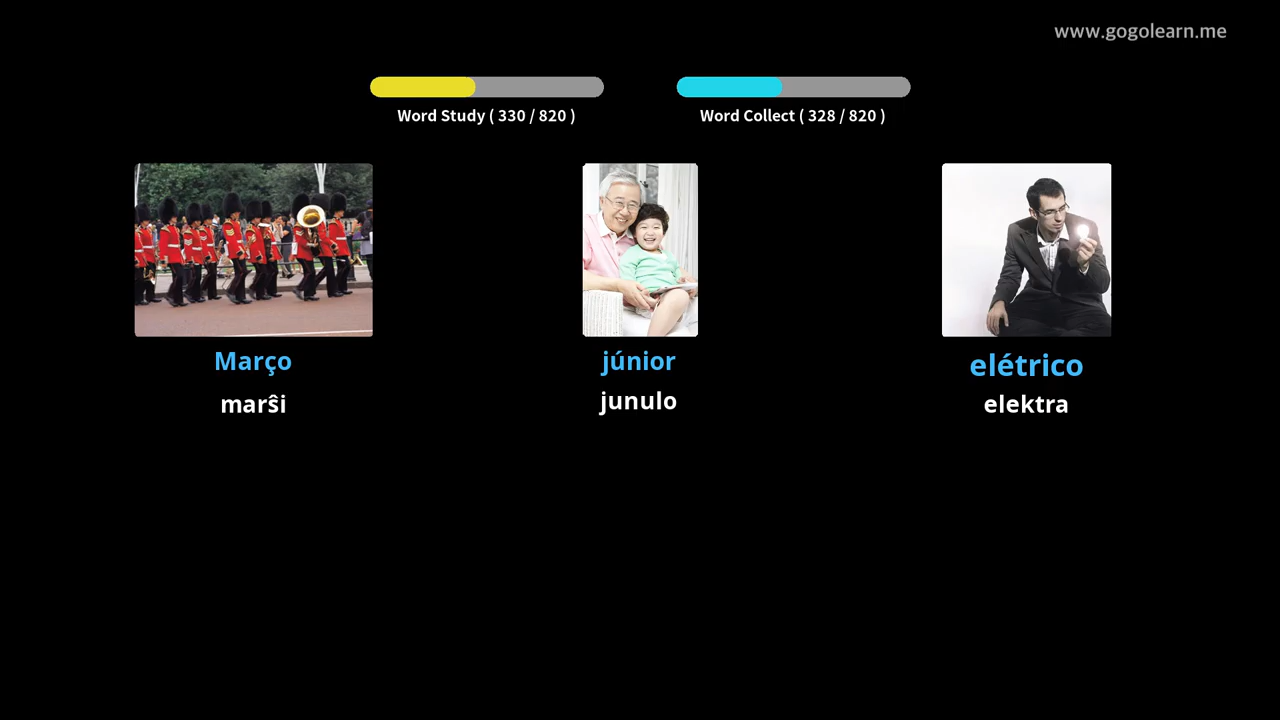 www.gogolearn.me
Word Study ( 330 / 820 )
Word Collect ( 328 / 820 )
Março
marŝi
júnior
junulo
elétrico
elektra